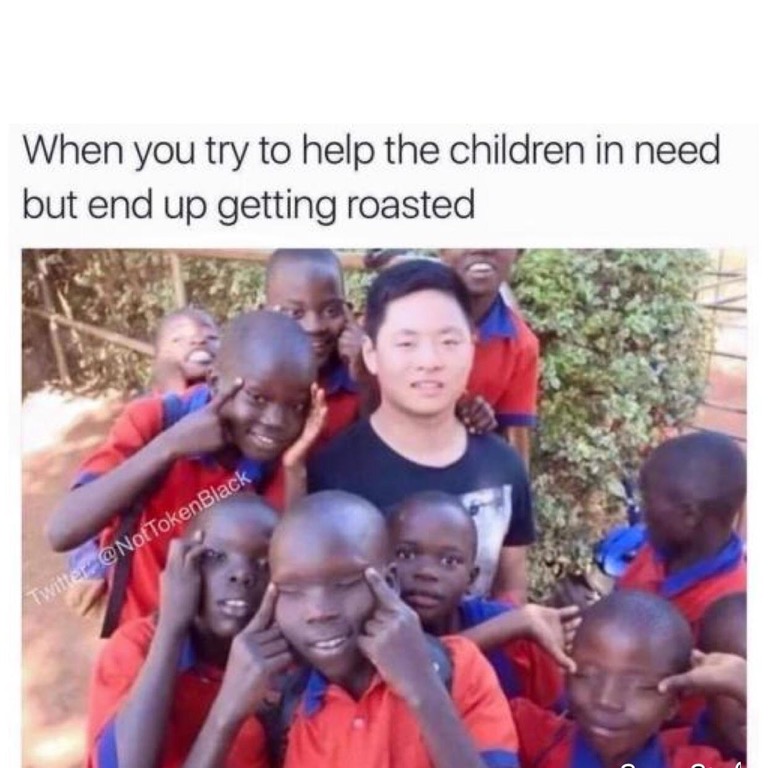 When you try to help the children in need
but end up getting roasted
Twitter: @NotTokenBlack